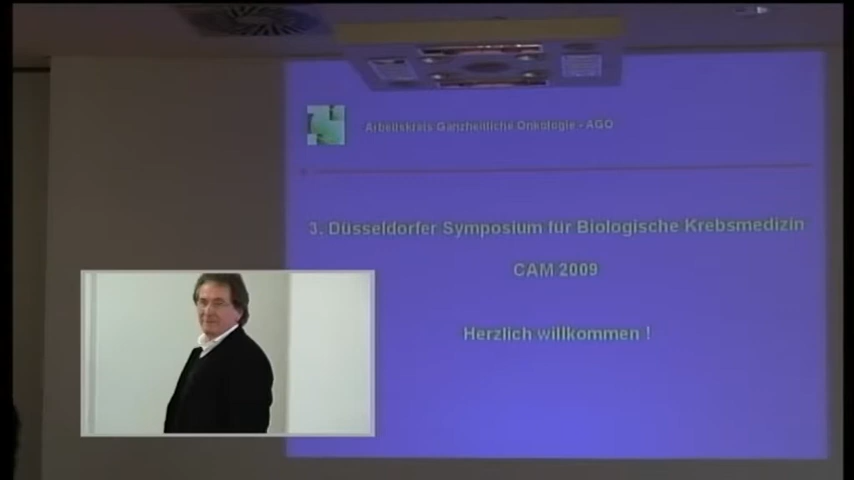 Arbeitskreis Ganzheitliche Onkologie - AGO
3. Düsseldorfer Symposium für Biologische Krebsmedizin
CAM 2009
Herzlich willkommen !